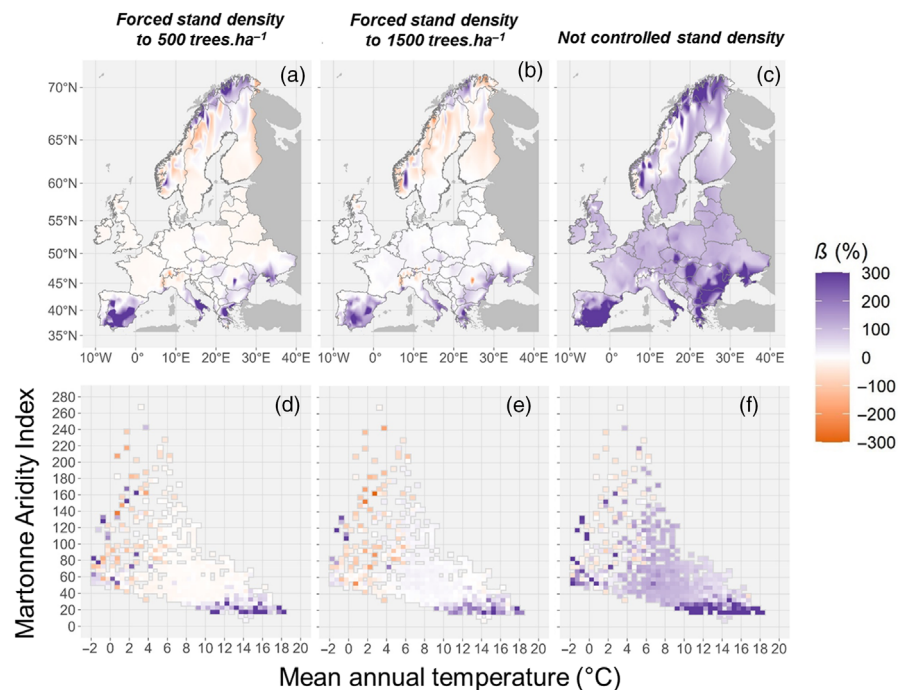 Forced stand density
to 500 trees.ha⁻¹
Forced stand density
to 1500 trees.ha⁻¹
Not controlled stand density
(a)
(b)
(c)
70°N
65°N
60°N
55°N
50°N
45°N
40°N
35°N
10°W 0° 10°E 20°E 30°E 40°E
10°W 0° 10°E 20°E 30°E 40°E
10°W 0° 10°E 20°E 30°E 40°E
ß (%)
300
200
100
0
−100
−200
−300
Martonne Aridity Index
280
260
240
220
200
180
160
140
120
100
80
60
40
20
0
(d)
(e)
(f)
−2 0 2 4 6 8 10 12 14 16 18 20
−2 0 2 4 6 8 10 12 14 16 18 20
−2 0 2 4 6 8 10 12 14 16 18 20
Mean annual temperature (°C)